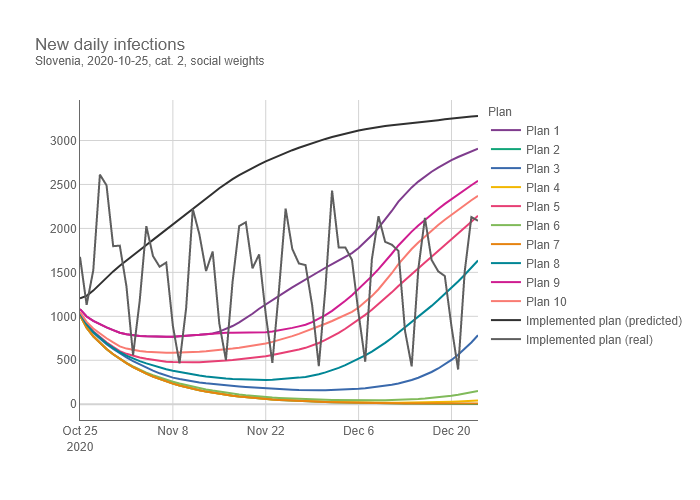 New daily infections
Slovenia, 2020-10-25, cat. 2, social weights
Plan
3000
Plan 1
Plan 2
2500
Plan 3
Plan 4
2000
Plan 5
Plan 6
1500
Plan 7
Plan 8
1000
Plan 9
Plan 10
500
Implemented plan (predicted)
Implemented plan (real)
0
Oct 25 Nov 8 Nov 22 Dec 6 Dec 20
2020